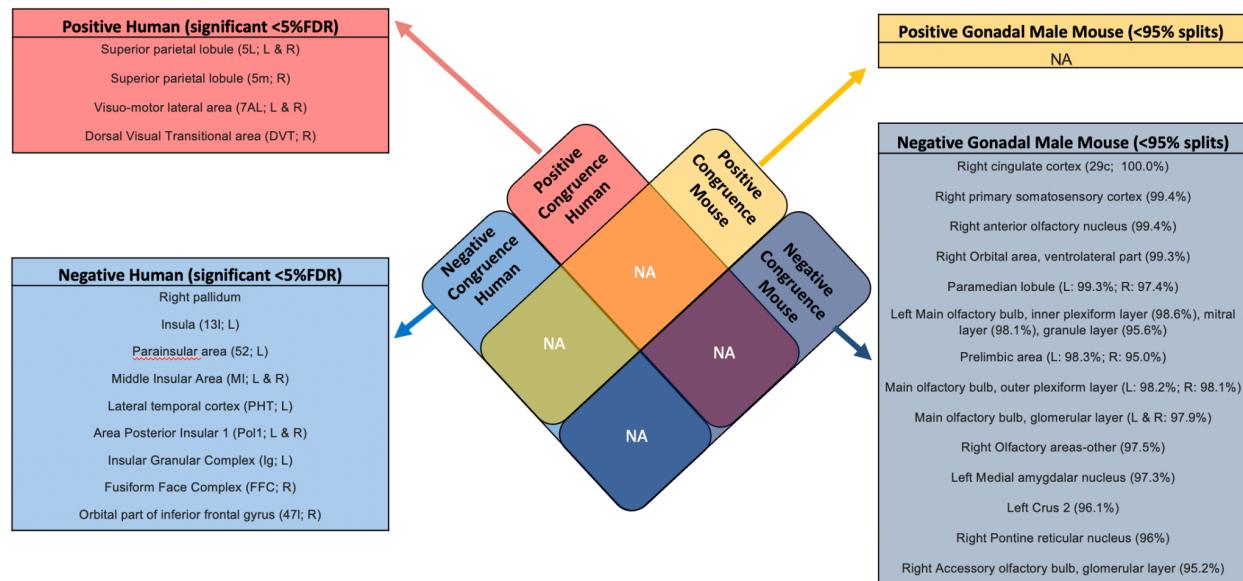 Positive Human (significant <5%FDR)
Superior parietal lobule (5L; L & R)
Superior parietal lobule (5m; R)
Visuo-motor lateral area (7AL; L & R)
Dorsal Visual Transitional area (DVT; R)
Negative Human (significant <5%FDR)
Right pallidum
Insula (13l; L)
Parainsular area (52; L)
Middle Insular Area (MI; L & R)
Lateral temporal cortex (PHT; L)
Area Posterior Insular 1 (Pol1; L & R)
Insular Granular Complex (Ig; L)
Fusiform Face Complex (FFC; R)
Orbital part of inferior frontal gyrus (47l; R)
Negative
Congruence
Human
Positive
Congruence
Human
Positive
Congruence
Mouse
Negative
Congruence
Mouse
NA
NA
NA
NA
Positive Gonadal Male Mouse (<95% splits)
NA
Negative Gonadal Male Mouse (<95% splits)
Right cingulate cortex (29c; 100.0%)
Right primary somatosensory cortex (99.4%)
Right anterior olfactory nucleus (99.4%)
Right Orbital area, ventrolateral part (99.3%)
Paramedian lobule (L: 99.3%; R: 97.4%)
Left Main olfactory bulb, inner plexiform layer (98.6%), mitral
layer (98.1%), granule layer (95.6%)
Prelimbic area (L: 98.3%; R: 95.0%)
Main olfactory bulb, outer plexiform layer (L: 98.2%; R: 98.1%)
Main olfactory bulb, glomerular layer (L & R: 97.9%)
Right Olfactory areas-other (97.5%)
Left Medial amygdalar nucleus (97.3%)
Left Crus 2 (96.1%)
Right Pontine reticular nucleus (96%)
Right Accessory olfactory bulb, glomerular layer (95.2%)